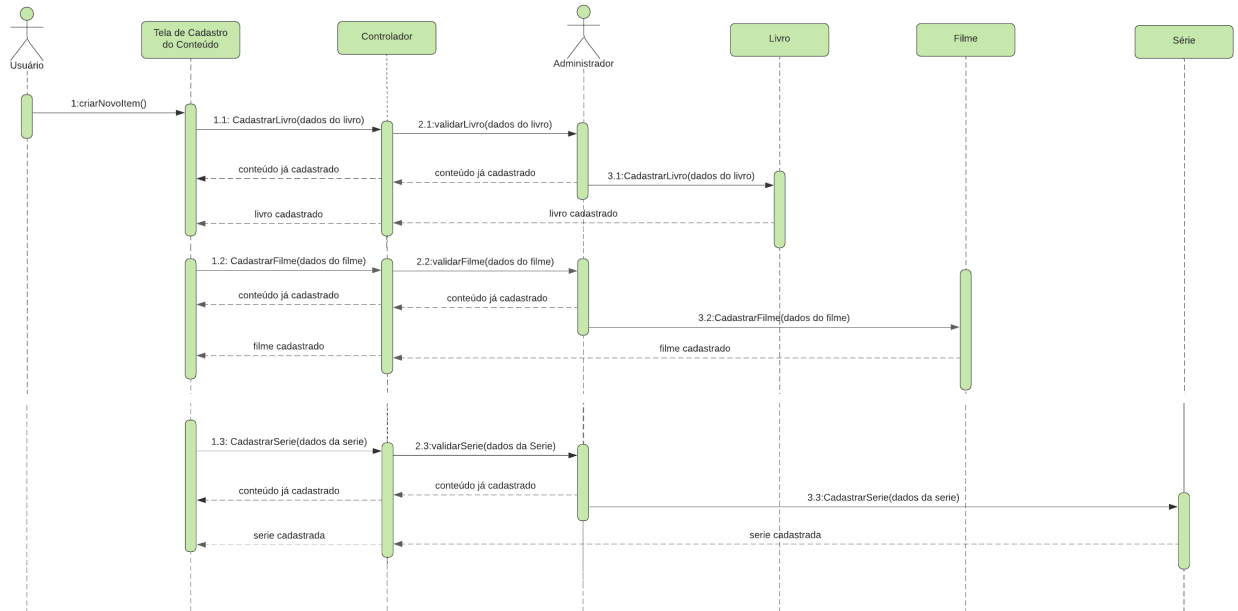 Usuário
Tela de Cadastro
do Conteúdo
Controlador
Administrador
Livro
Filme
Série
1:criarNovoItem()
1.1: CadastrarLivro(dados do livro)
2.1:validarLivro(dados do livro)
conteúdo já cadastrado
conteúdo já cadastrado
3.1:CadastrarLivro(dados do livro)
livro cadastrado
livro cadastrado
1.2: CadastrarFilme(dados do filme)
2.2:validarFilme(dados do filme)
conteúdo já cadastrado
conteúdo já cadastrado
3.2:CadastrarFilme(dados do filme)
filme cadastrado
filme cadastrado
1.3: CadastrarSerie(dados da serie)
2.3:validarSerie(dados da Serie)
conteúdo já cadastrado
conteúdo já cadastrado
3.3:CadastrarSerie(dados da serie)
serie cadastrada
serie cadastrada